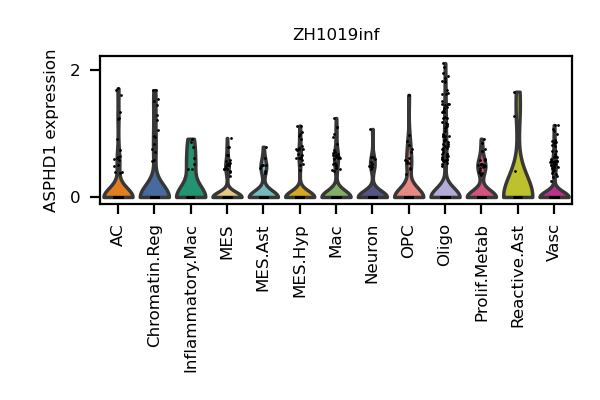 ZH1019inf
ASPHD1 expression
2
0
AC
Chromatin.Reg
Inflammatory.Mac
MES
MES.Ast
MES.Hyp
Mac
Neuron
OPC
Oligo
Prolif.Metab
Reactive.Ast
Vasc